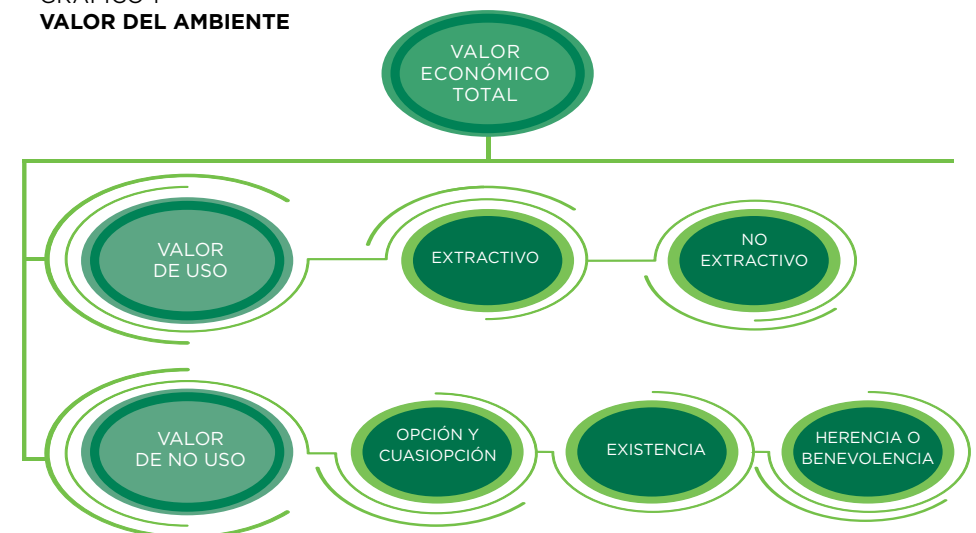 VALOR DEL AMBIENTE
VALOR
ECONÓMICO
TOTAL
VALOR
DE USO
EXTRACTIVO
NO
EXTRACTIVO
VALOR
DE NO USO
OPCIÓN Y
CUASIOPCIÓN
EXISTENCIA
HERENCIA O
BENEVOLENCIA